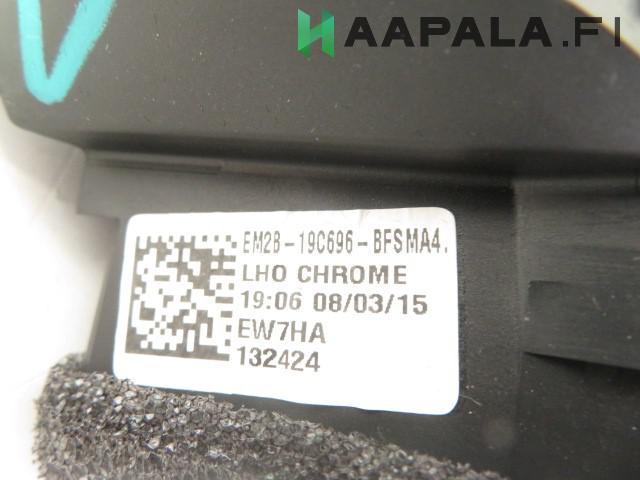 HAAPALA.FI
EM2B-19C696-BFSMA4.
LHO CHROME
19:06 08/03/15
EW7HA
132424